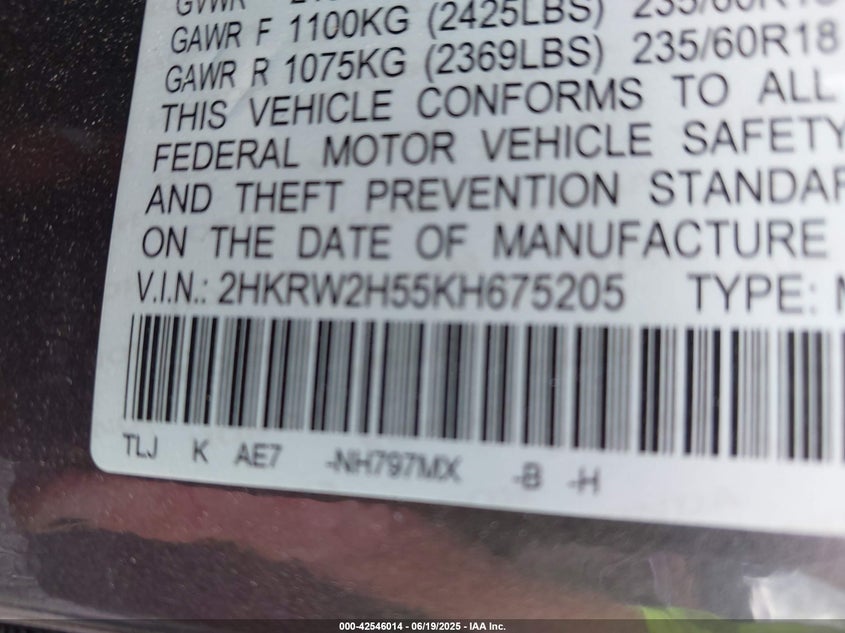 GVWR
GAWR F 1100KG (2425LBS) 235/60R18
GAWR R 1075KG (2369LBS) 235/60R18
THIS VEHICLE CONFORMS TO ALL
FEDERAL MOTOR VEHICLE SAFETY
AND THEFT PREVENTION STANDAR
ON THE DATE OF MANUFACTURE
V.I.N.: 2HKRW2H55KH675205 TYPE:
TLJ K AE7 -NH797MX -B -H
000-42546014 - 06/19/2025 - IAA Inc.